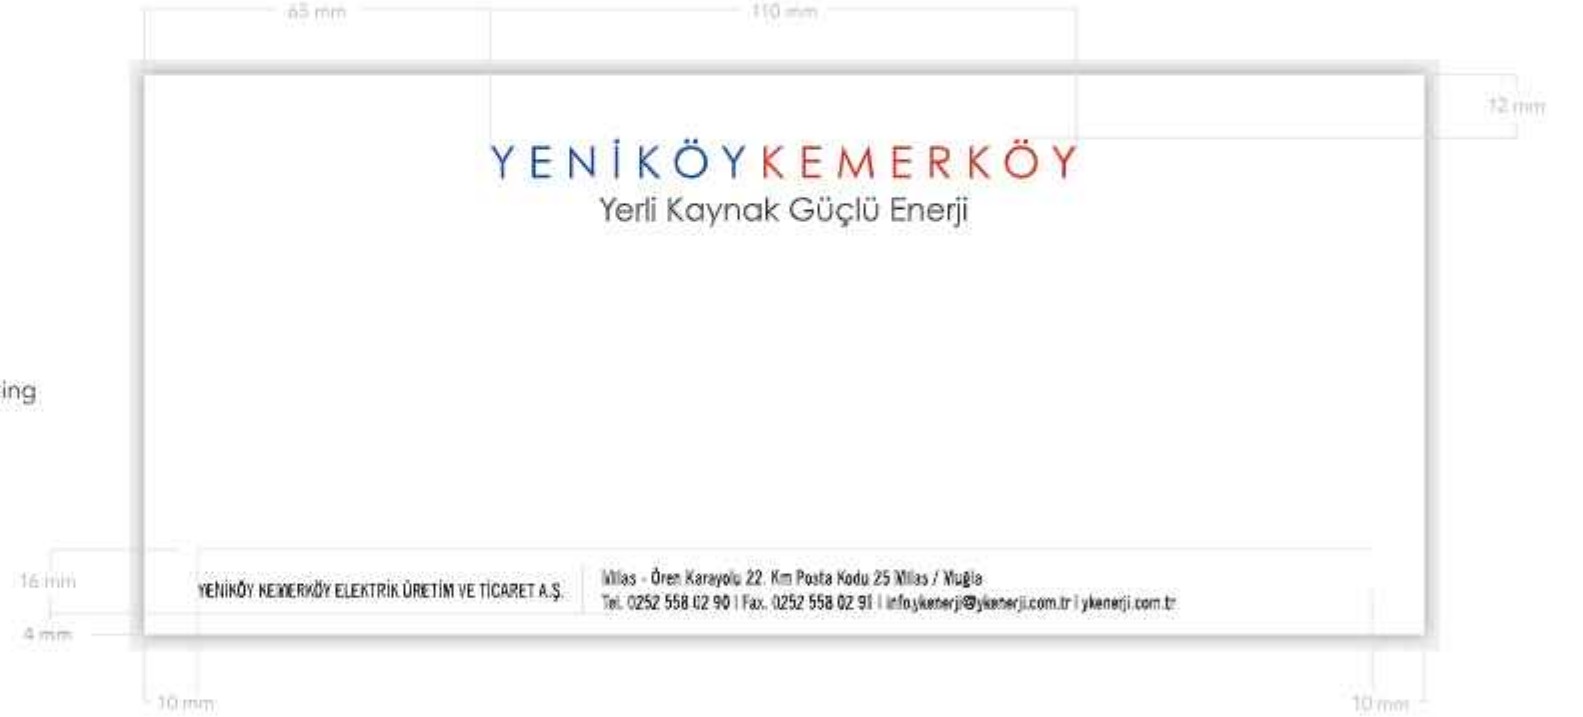 65 mm
110 mm
12 mm
YENİKÖYKEMERKÖY
Yerli Kaynak Güçlü Enerji
ing
16 mm
YENİKÖY KEMERKÖY ELEKTRİK ÜRETİM VE TİCARET A.Ş.
Milas - Ören Karayolu 22. Km Posta Kodu 25 Milas / Muğla
Tel. 0252 558 02 90 | Fax. 0252 558 02 91 | info.ykenerji@ykenerji.com.tr | ykenerji.com.tr
4 mm
10 mm
10 mm